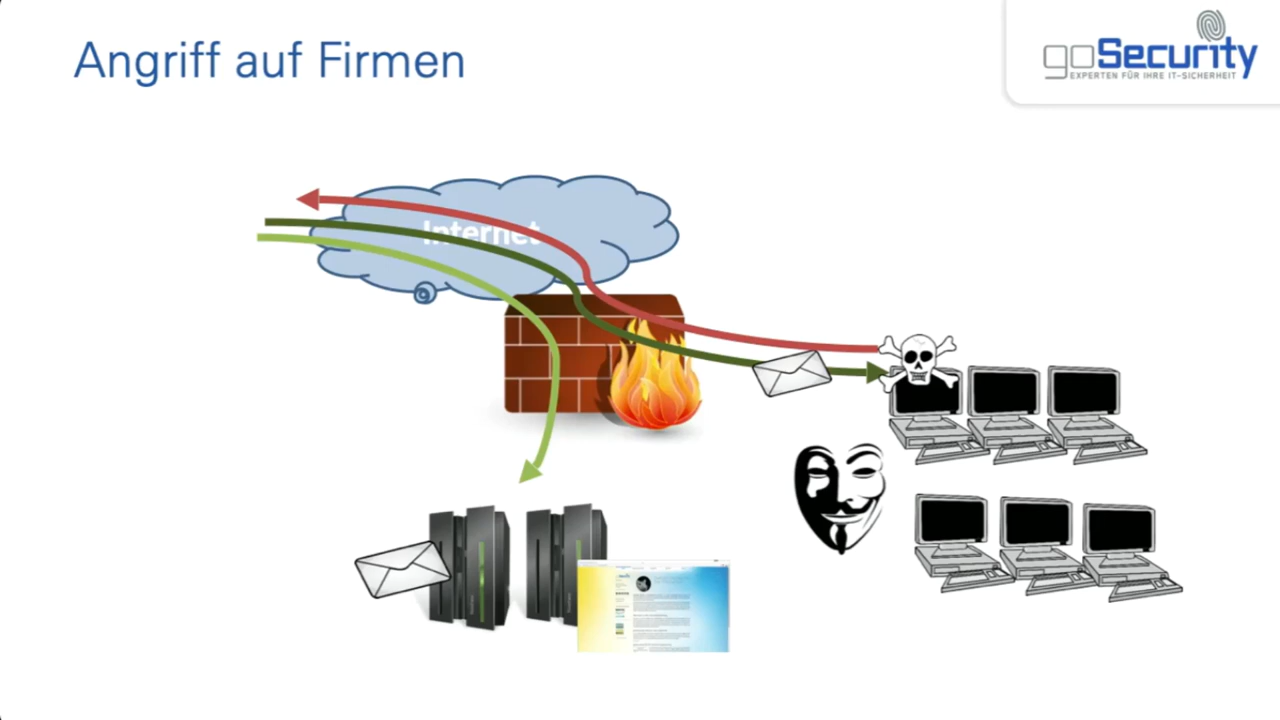 Angriff auf Firmen
goSecurity
EXPERTEN FÜR IHRE IT-SICHERHEIT
Internet